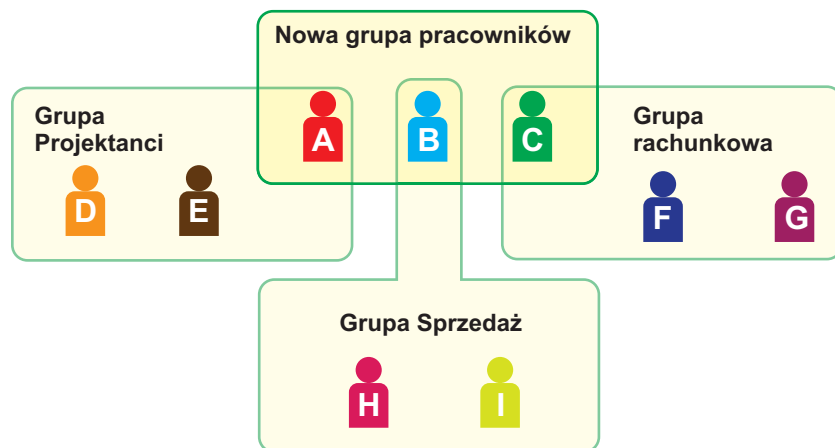 Nowa grupa pracowników
Grupa
Projektanci
A
B
C
Grupa
rachunkowa
D
E
F
G
Grupa Sprzedaż
H
I